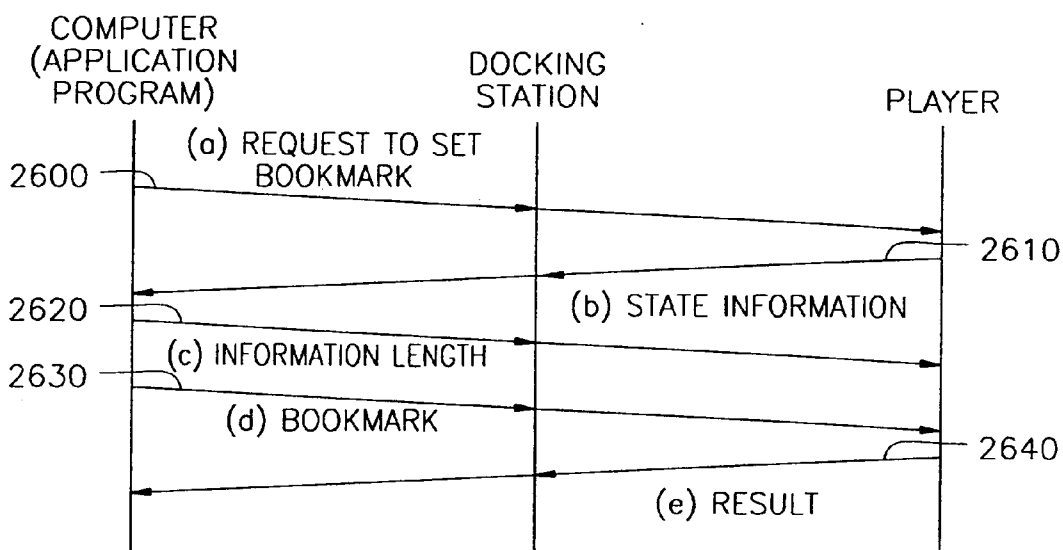 COMPUTER
(APPLICATION
PROGRAM)
DOCKING
STATION
PLAYER
(a) REQUEST TO SET
BOOKMARK
2600
2610
(b) STATE INFORMATION
2620
(c) INFORMATION LENGTH
2630
(d) BOOKMARK
2640
(e) RESULT